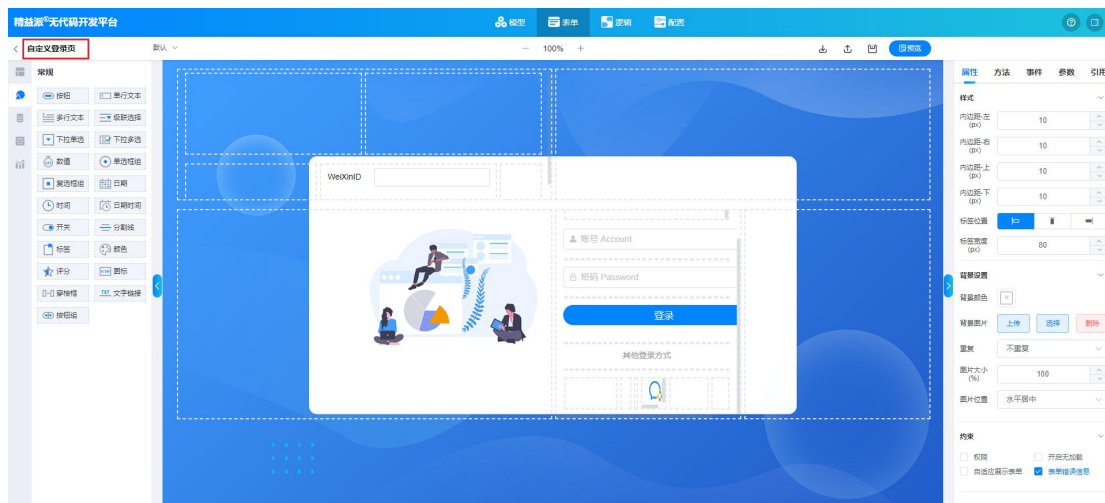 精益派®无代码开发平台 模型 表单 逻辑 配置
自定义登录页 默认 100% 预览
常规
按钮 单行文本
多行文本 级联选择
下拉单选 下拉多选
数值 单选框组
复选框组 日期
时间 日期时间
开关 分割线
标签 颜色
评分 图标
穿梭框 文字链接
按钮组
WeiXinID
账号 Account
密码 Password
登录
其他登录方式
属性 方法 事件 参数 引用
样式
内边距-左
(px)
10
内边距-右
(px)
10
内边距-上
(px)
10
内边距-下
(px)
10
标签位置
标签宽度
(px)
80
背景设置
背景颜色
背景图片 上传 选择 删除
重复 不重复
图片大小
(%)
100
图片位置 水平居中
约束
权限 开启无加载
自适应展示表单 表单错误信息